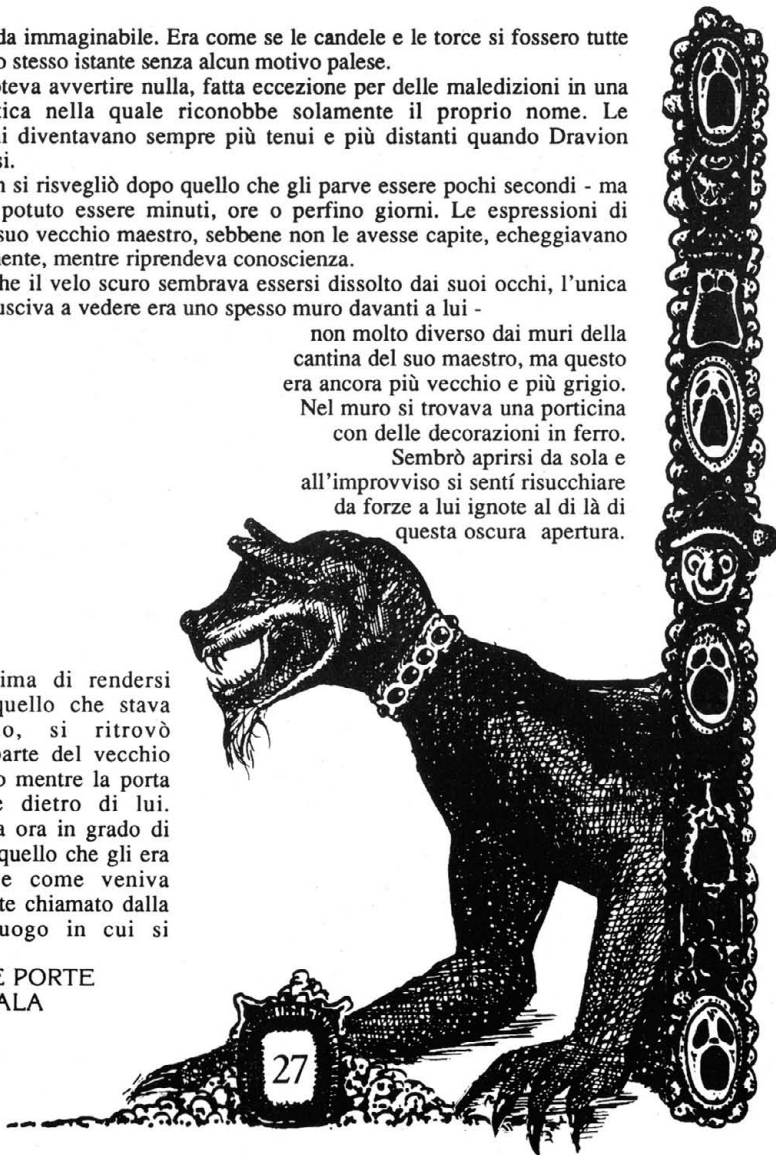 da immaginabile. Era come se le candele e le torce si fossero tutte
o stesso istante senza alcun motivo palese.
oteva avvertire nulla, fatta eccezione per delle maledizioni in una
tica nella quale riconobbe solamente il proprio nome. Le
ni diventavano sempre più tenui e più distanti quando Dravion
si.
n si risvegliò dopo quello che gli parve essere pochi secondi - ma
potuto essere minuti, ore o perfino giorni. Le espressioni di
suo vecchio maestro, sebbene non le avesse capite, echeggiavano
nente, mentre riprendeva conoscienza.
he il velo scuro sembrava essersi dissolto dai suoi occhi, l'unica
usciva a vedere era uno spesso muro davanti a lui -
non molto diverso dai muri della
cantina del suo maestro, ma questo
era ancora più vecchio e più grigio.
Nel muro si trovava una porticina
con delle decorazioni in ferro.
Sembrò aprirsi da sola e
all'improvviso si sentí risucchiare
da forze a lui ignote al di là di
questa oscura apertura.
ima di rendersi
quello che stava
o, si ritrovò
parte del vecchio
o mentre la porta
e dietro di lui.
a ora in grado di
quello che gli era
e come veniva
te chiamato dalla
uogo in cui si
E PORTE
ALA
27